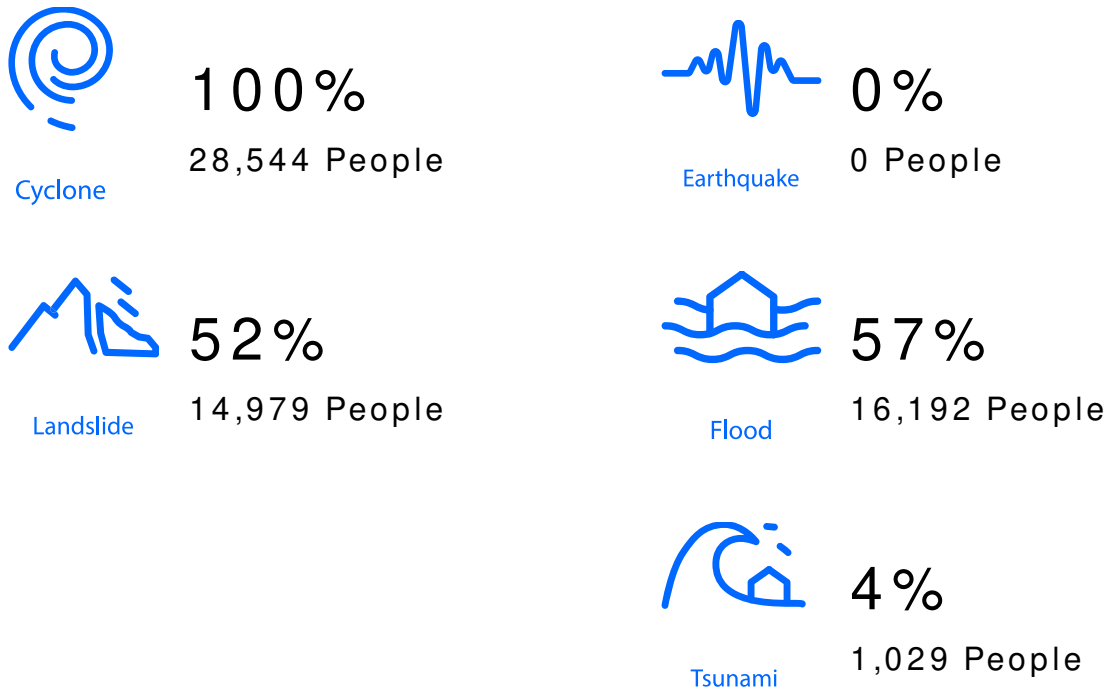 100%
28,544 People
Cyclone
0%
0 People
Earthquake
52%
14,979 People
Landslide
57%
16,192 People
Flood
4%
1,029 People
Tsunami